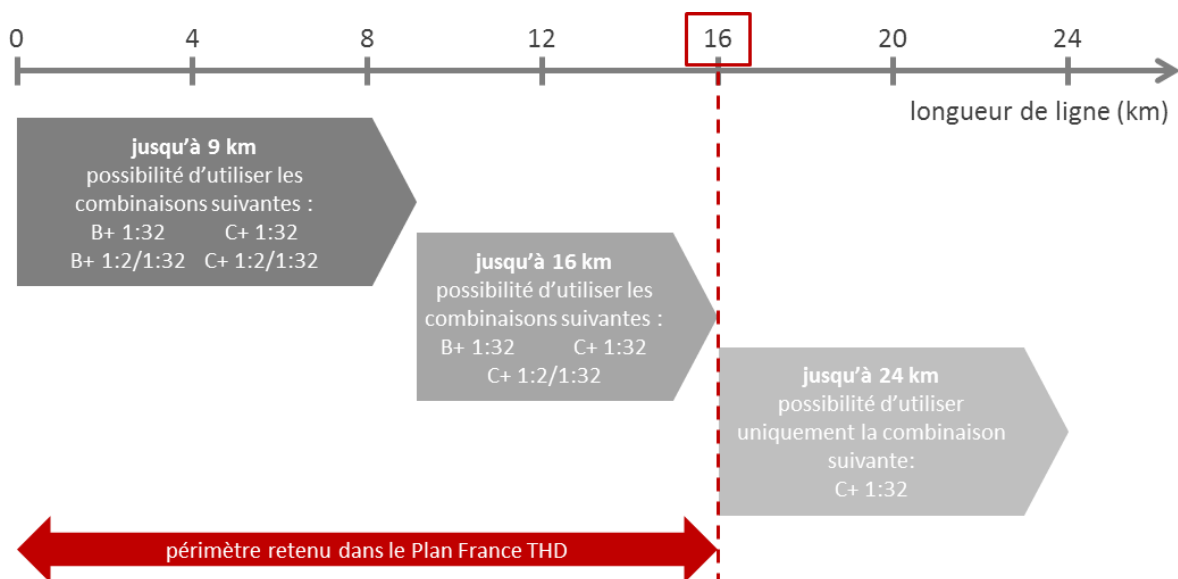 0 4 8 12 16 20 24
longueur de ligne (km)
jusqu'à 9 km
possibilité d'utiliser les
combinaisons suivantes :
B+ 1:32 C+ 1:32
B+ 1:2/1:32 C+ 1:2/1:32
jusqu'à 16 km
possibilité d'utiliser les
combinaisons suivantes :
B+ 1:32 C+ 1:32
C+ 1:2/1:32
jusqu'à 24 km
possibilité d'utiliser
uniquement la combinaison
suivante:
C+ 1:32
périmètre retenu dans le Plan France THD